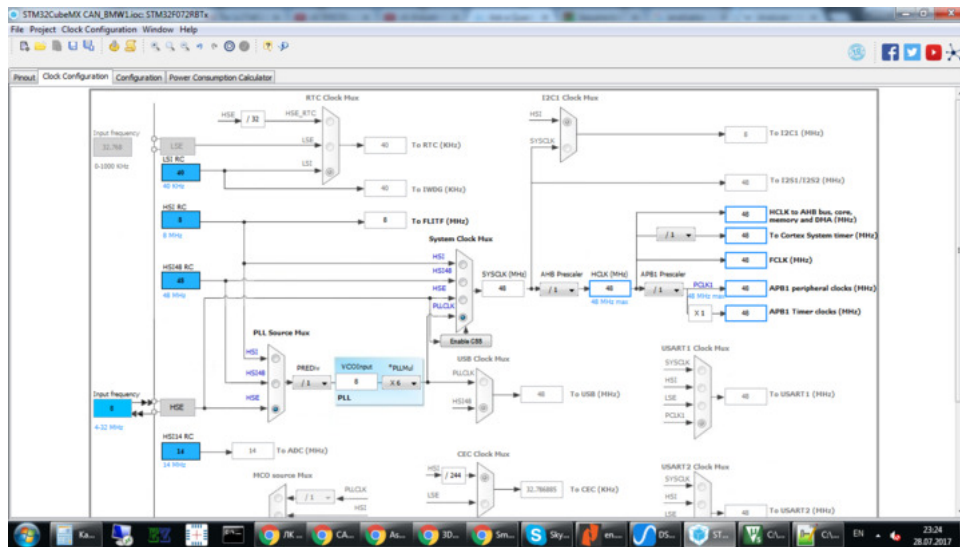 STM32CubeMX CAN_BMW1.ioc: STM32F072RBTx
File Project Clock Configuration Window Help
Pinout Clock Configuration Configuration Power Consumption Calculator
RTC Clock Mux
I2C1 Clock Mux
HSE / 32 HSE_RTC
HSI
Input frequency
32.768
LSE
LSE
40 To RTC (KHz)
SYSCLK
8 To I2C1 (MHz)
0-1000 KHz
LSI RC
40
LSI
40 KHz
40 To IWDG (KHz)
48 To I2S1/I2S2 (MHz)
HSI RC
8
8 MHz
8 To FLITF (MHz)
48 HCLK to AHB bus, core,
memory and DMA (MHz)
System Clock Mux
/ 1 48 To Cortex System timer (MHz)
HSI
HSI48 RC
48
48 MHz
HSI48
HSE
PLLCLK
SYSCLK (MHz) AHB Prescaler HCLK (MHz) APB1 Prescaler
48 FCLK (MHz)
48 / 1 48 / 1
48 MHz max
PCLK1
48 MHz max
48 APB1 peripheral clocks (MHz)
X 1 48 APB1 Timer clocks (MHz)
PLL Source Mux
Enable CSS
HSI
HSI48
HSE
PREDiv
/ 1
VCOInput
8
*PLLMul
X 6
PLL
USB Clock Mux
PLLCLK
HSI48
48 To USB (MHz)
USART1 Clock Mux
SYSCLK
HSI
LSE
PCLK1
48 To USART1 (MHz)
Input frequency
8
HSE
4-32 MHz
HSI14 RC
14
14 MHz
14 To ADC (MHz)
CEC Clock Mux
HSI / 244
LSE
32.786885 To CEC (KHz)
MCO source Mux
/ 1 PLLCLK
HSI
USART2 Clock Mux
SYSCLK
HSI
LSE
48 To USART2 (MHz)
Ka... ЛК ... CA... As... 3D... Sm... Sky... en... DS... ST... C:\... C:\...
EN
23:24
28.07.2017